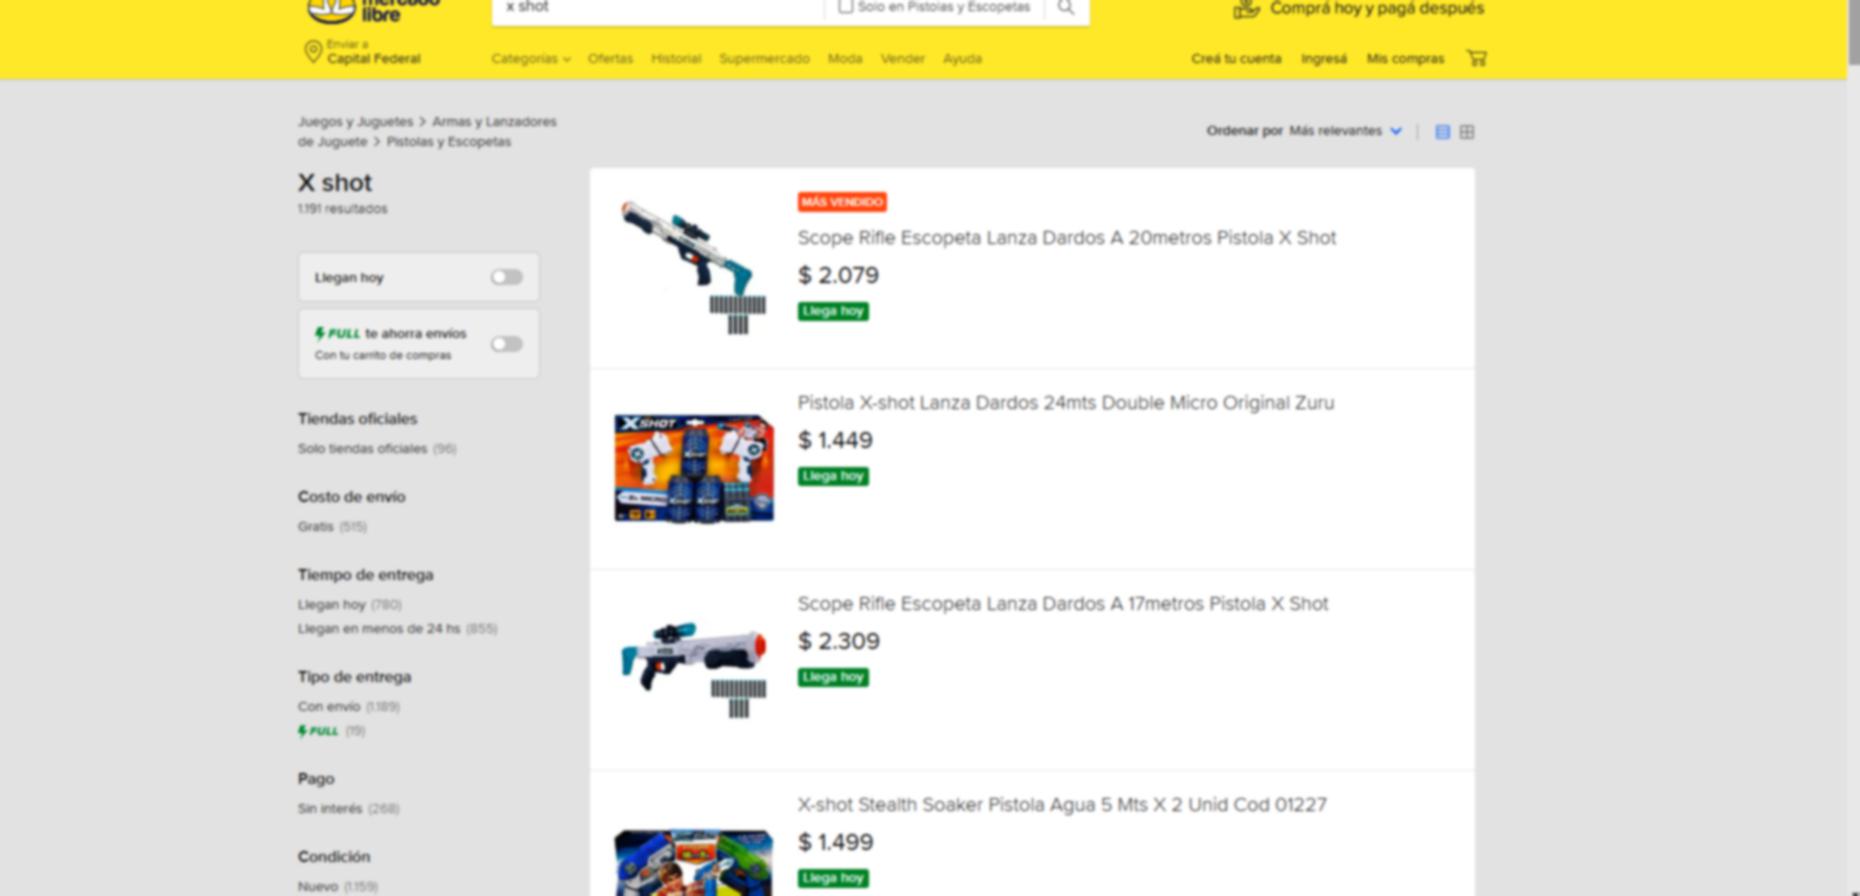 mercado
libre
x shot
Solo en Pistolas y Escopetas
Comprá hoy y pagá después
Enviar a
Capital Federal
Categorías
Ofertas
Historial
Supermercado
Moda
Vender
Ayuda
Creá tu cuenta
Ingresá
Mis compras
Juegos y Juguetes > Armas y Lanzadores
de Juguete > Pistolas y Escopetas
Ordenar por Más relevantes
X shot
1.191 resultados
Llegan hoy
FULL te ahorra envíos
Con tu carrito de compras
Tiendas oficiales
Solo tiendas oficiales (96)
Costo de envío
Gratis (515)
Tiempo de entrega
Llegan hoy (780)
Llegan en menos de 24 hs (855)
Tipo de entrega
Con envío (1.189)
FULL (19)
Pago
Sin interés (268)
Condición
Nuevo (1.159)
MÁS VENDIDO
Scope Rifle Escopeta Lanza Dardos A 20metros Pistola X Shot
$ 2.079
Llega hoy
XSHOT
Pistola X-shot Lanza Dardos 24mts Double Micro Original Zuru
$ 1.449
Llega hoy
Scope Rifle Escopeta Lanza Dardos A 17metros Pistola X Shot
$ 2.309
Llega hoy
X-shot Stealth Soaker Pistola Agua 5 Mts X 2 Unid Cod 01227
$ 1.499
Llega hoy